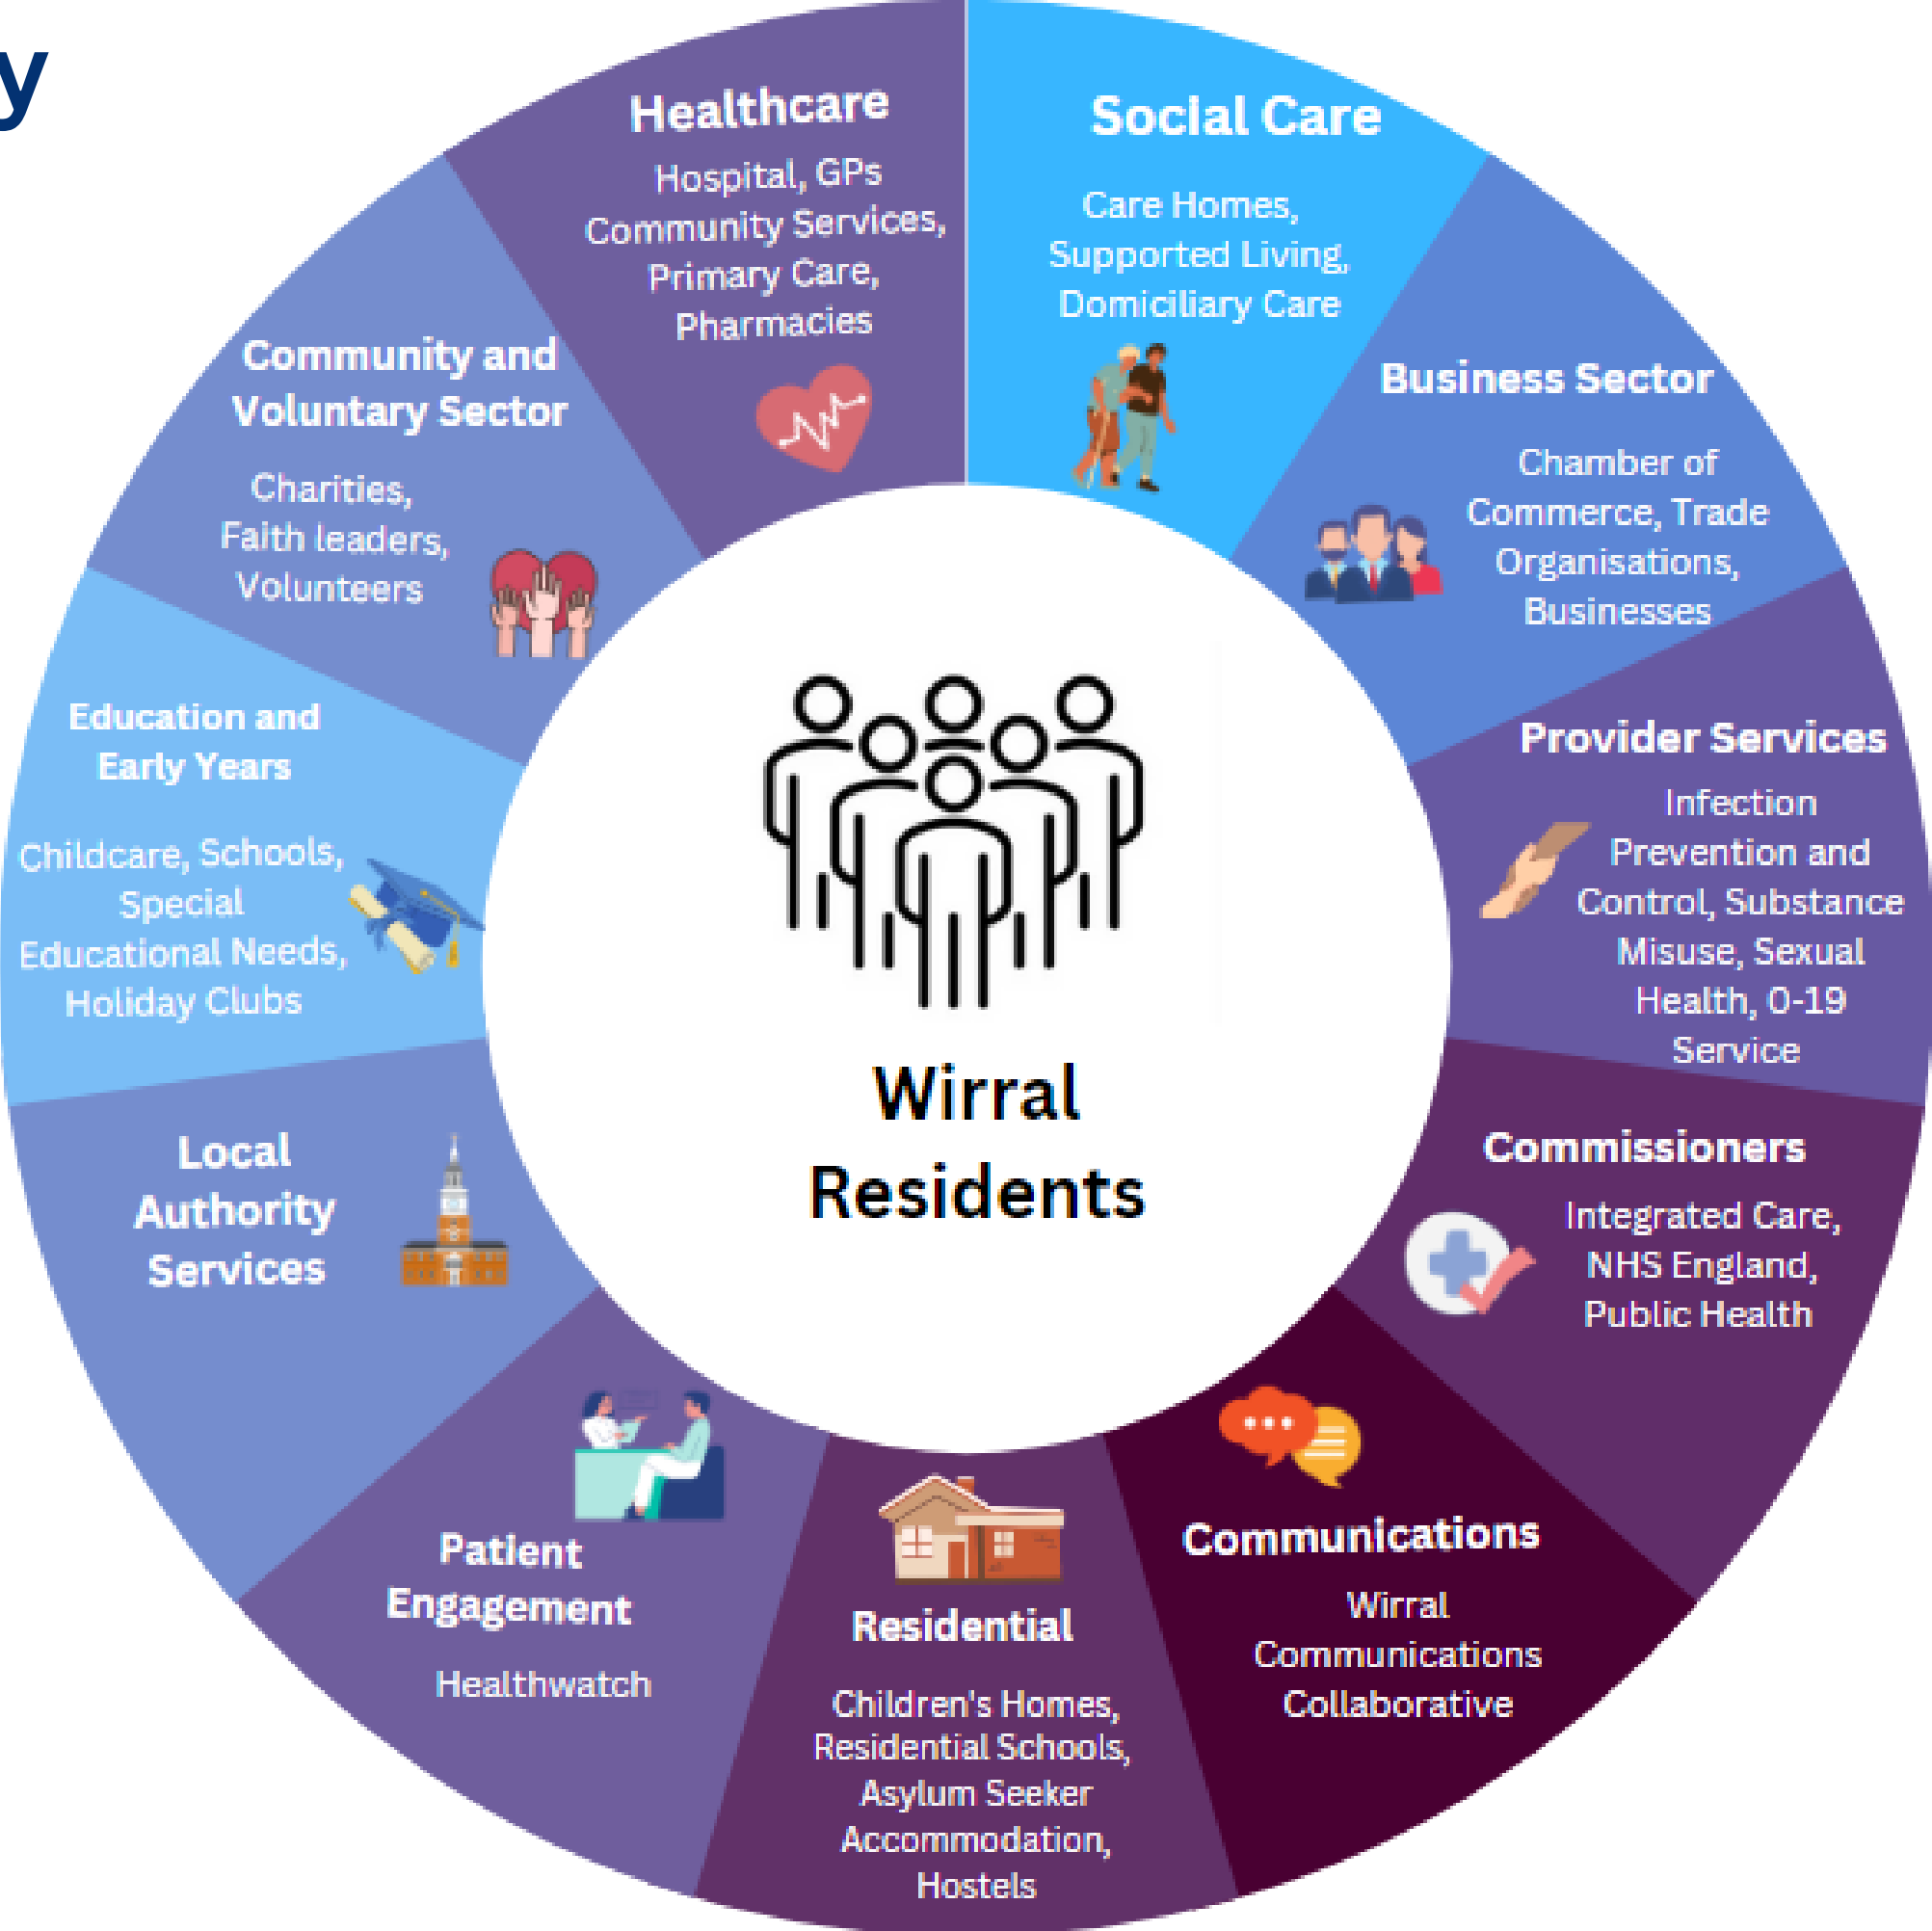 y
Healthcare
Hospital, GPs
Community Services,
Primary Care,
Pharmacies
Social Care
Care Homes,
Supported Living,
Domiciliary Care
Business Sector
Chamber of
Commerce, Trade
Organisations,
Businesses
Provider Services
Infection
Prevention and
Control, Substance
Misuse, Sexual
Health, 0-19
Service
Commissioners
Integrated Care,
NHS England,
Public Health
Communications
Wirral
Communications
Collaborative
Residential
Children's Homes,
Residential Schools,
Asylum Seeker
Accommodation,
Hostels
Patient
Engagement
Healthwatch
Local
Authority
Services
Education and
Early Years
Childcare, Schools,
Special
Educational Needs,
Holiday Clubs
Community and
Voluntary Sector
Charities,
Faith leaders,
Volunteers
Wirral
Residents